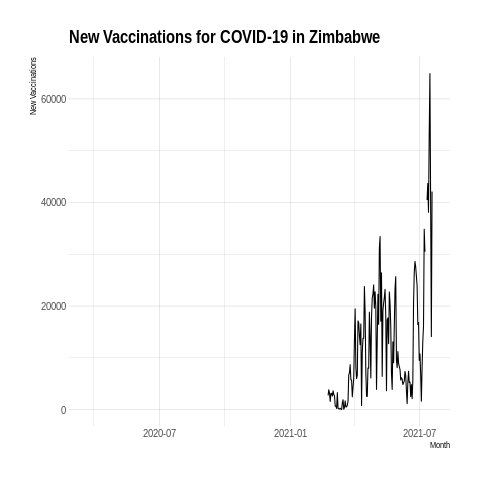 New Vaccinations for COVID-19 in Zimbabwe
New Vaccinations
60000
40000
20000
0
2020-07
2021-01
2021-07
Month